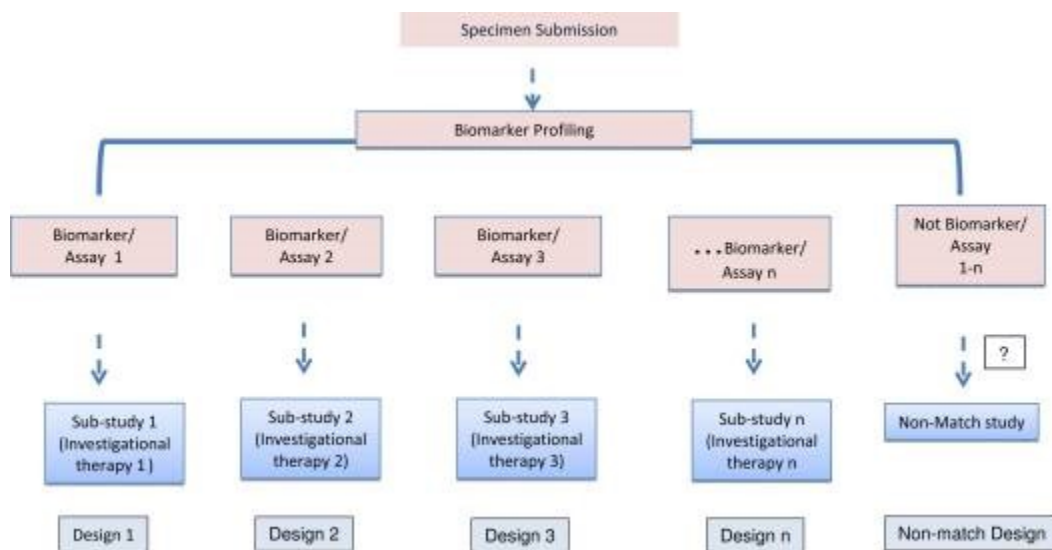 Specimen Submission
Biomarker Profiling
Biomarker/
Assay 1
Biomarker/
Assay 2
Biomarker/
Assay 3
...Biomarker/
Assay n
Not Biomarker/
Assay
1-n
?
Sub-study 1
(Investigational
therapy 1)
Sub-study 2
(Investigational
therapy 2)
Sub-study 3
(Investigational
therapy 3)
Sub-study n
(Investigational
therapy n
Non-Match study
Design 1
Design 2
Design 3
Design n
Non-match Design